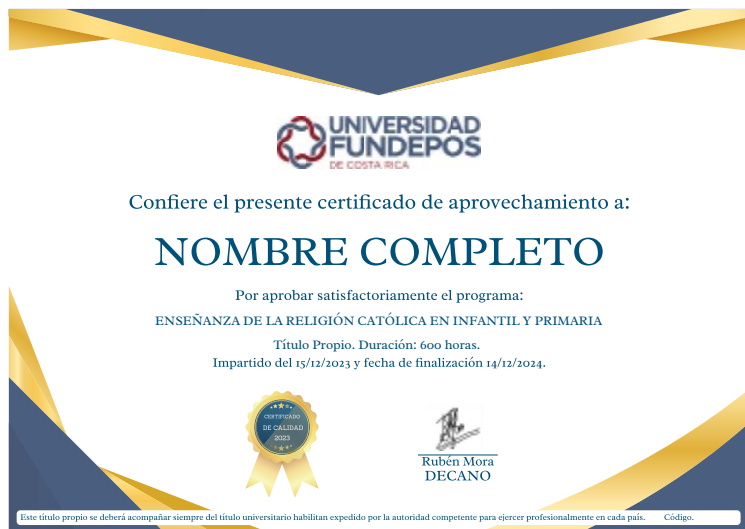 UNIVERSIDAD
FUNDEPOS
DE COSTA RICA
Confiere el presente certificado de aprovechamiento a:
NOMBRE COMPLETO
Por aprobar satisfactoriamente el programa:
ENSEÑANZA DE LA RELIGIÓN CATÓLICA EN INFANTIL Y PRIMARIA
Título Propio. Duración: 600 horas.
Impartido del 15/12/2023 y fecha de finalización 14/12/2024.
CERTIFICADO
DE CALIDAD
2023
Rubén Mora
DECANO
Este título propio se deberá acompañar siempre del título universitario habilitan expedido por la autoridad competente para ejercer profesionalmente en cada país. Código.